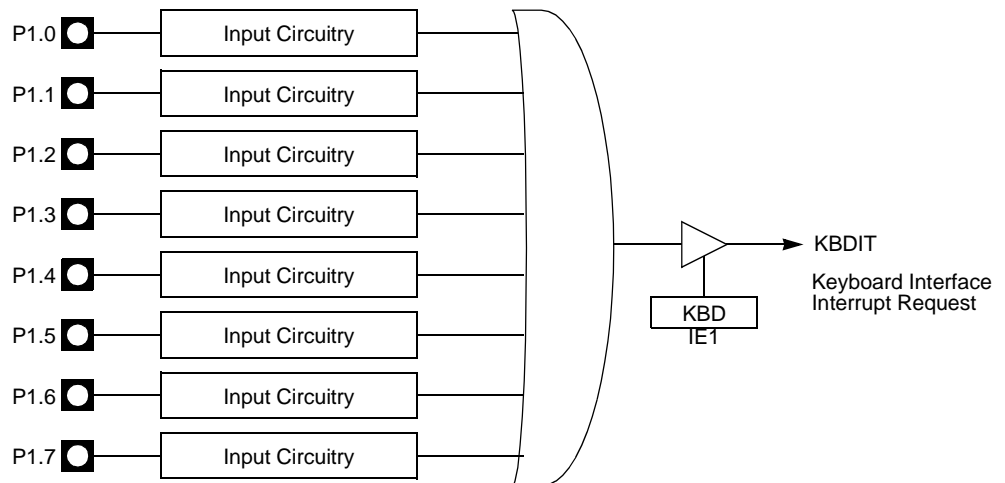 P1.0 Input Circuitry
P1.1 Input Circuitry
P1.2 Input Circuitry
P1.3 Input Circuitry
P1.4 Input Circuitry
P1.5 Input Circuitry
P1.6 Input Circuitry
P1.7 Input Circuitry
KBDIT
Keyboard Interface
Interrupt Request
KBD
IE1